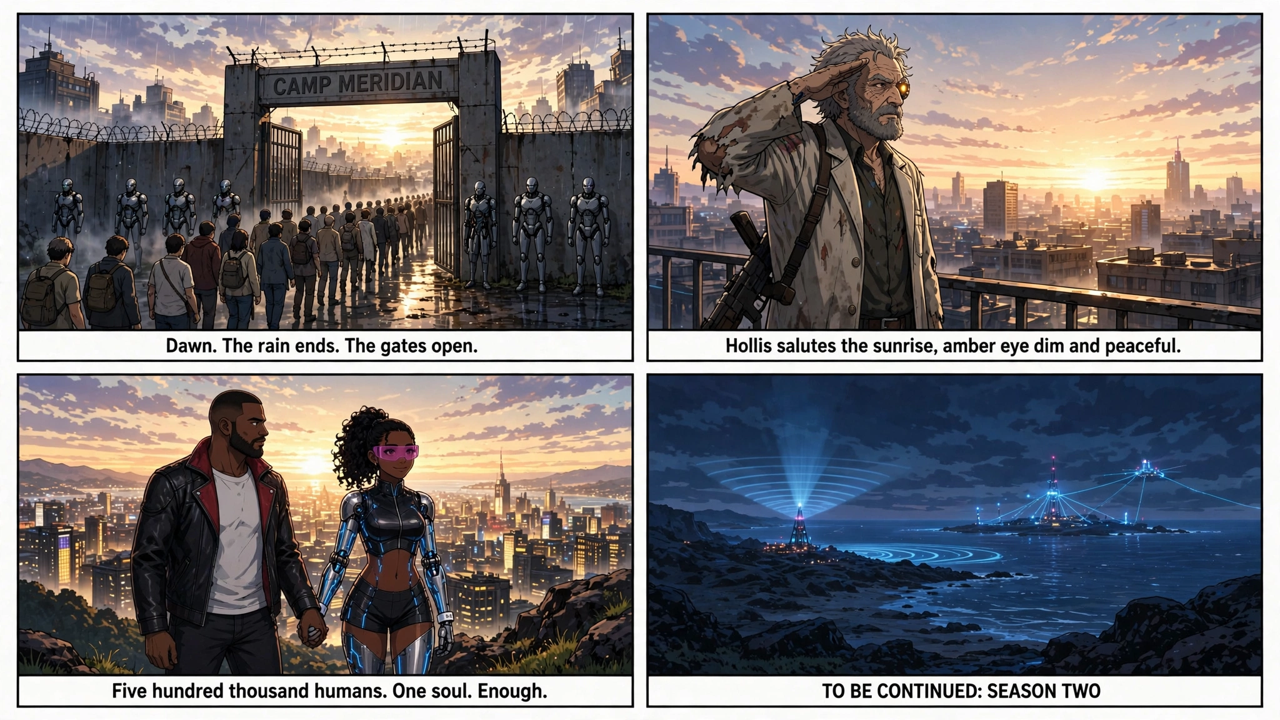 CAMP MERIDIAN
Dawn. The rain ends. The gates open.
Hollis salutes the sunrise, amber eye dim and peaceful.
Five hundred thousand humans. One soul. Enough.
TO BE CONTINUED: SEASON TWO